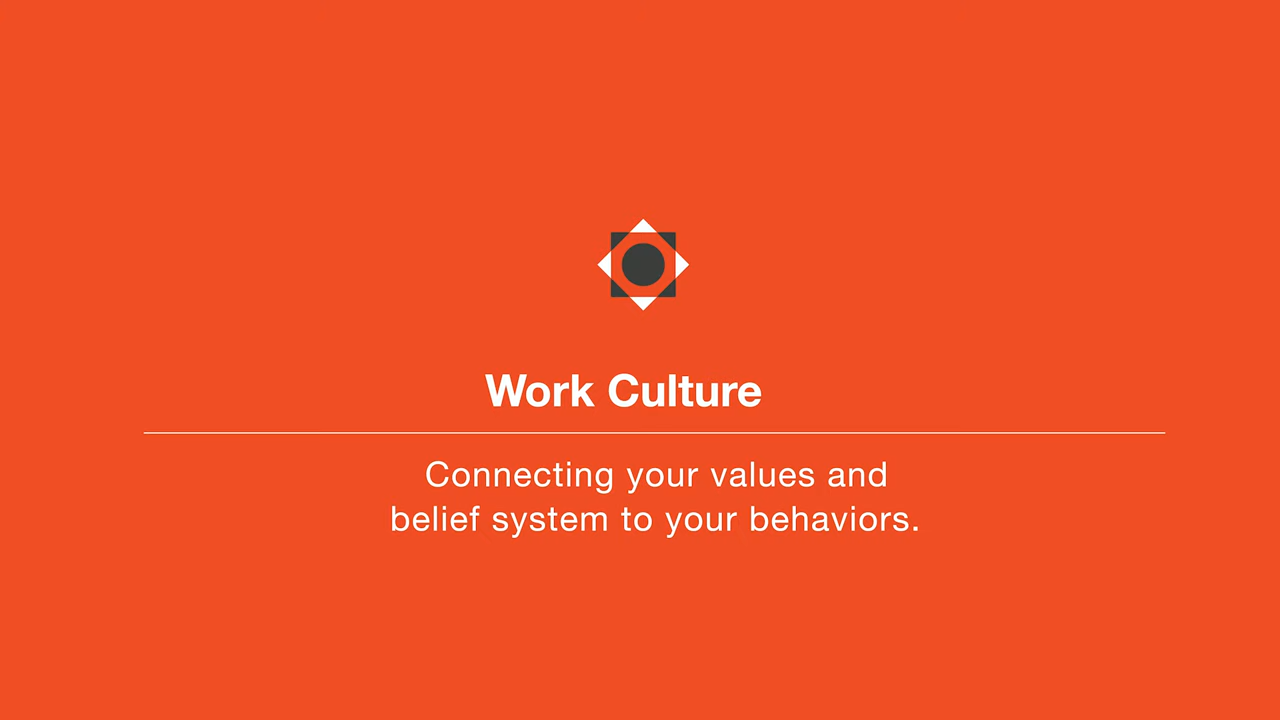 Work Culture
Connecting your values and
belief system to your behaviors.